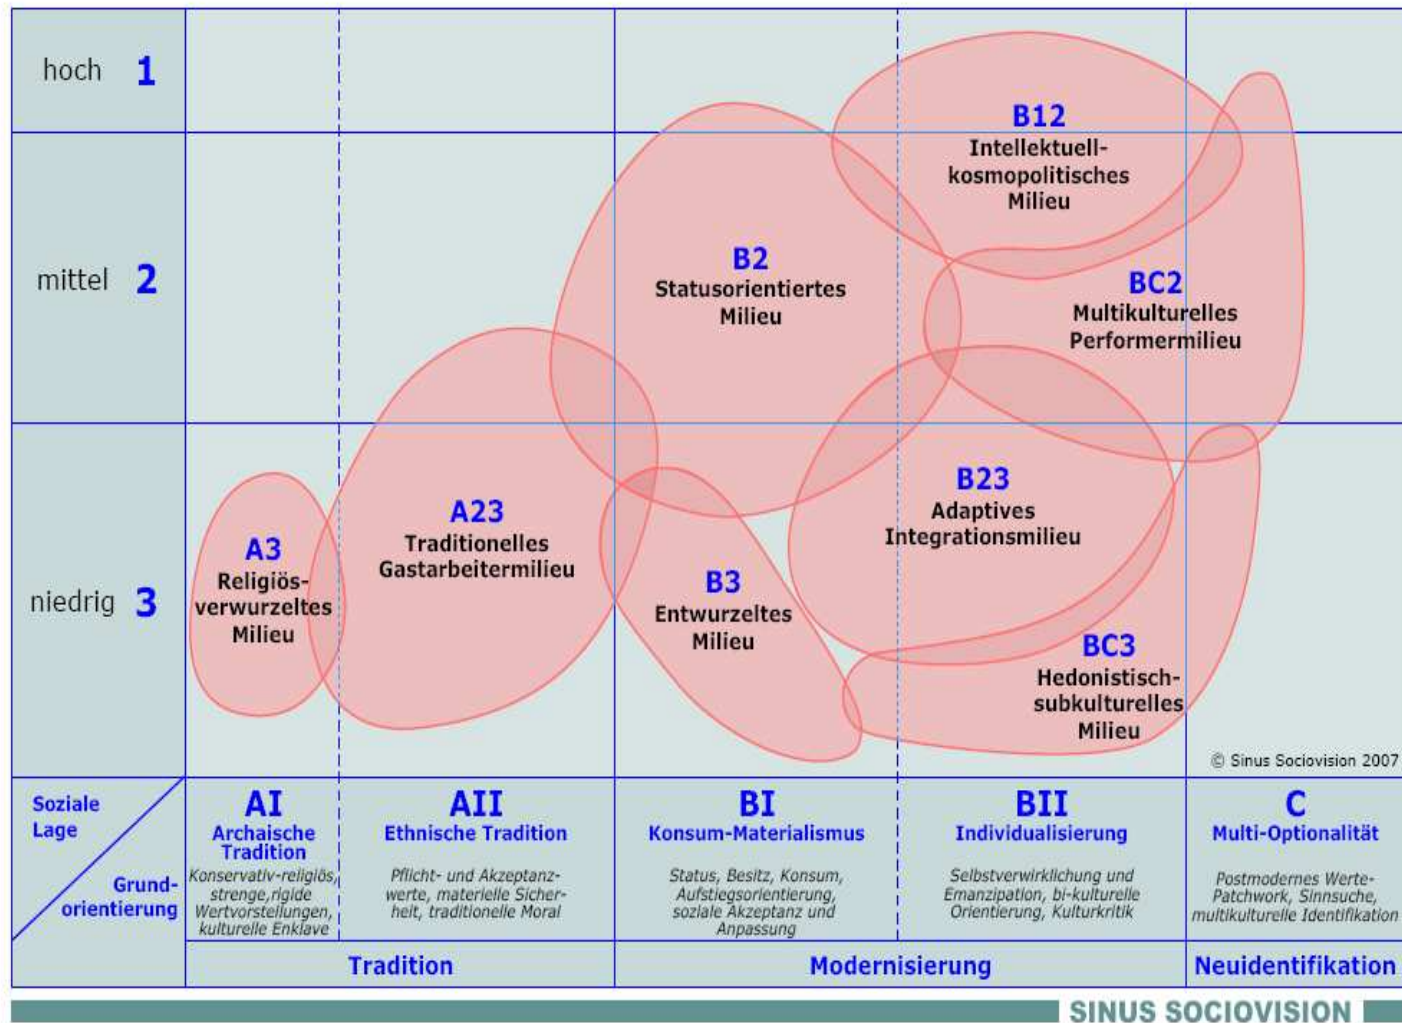 hoch 1
mittel 2
niedrig 3
B12
Intellektuell-
kosmopolitisches
Milieu
B2
Statusorientiertes
Milieu
BC2
Multikulturelles
Performermilieu
A23
Traditionelles
Gastarbeitermilieu
B23
Adaptives
Integrationsmilieu
A3
Religiös-
verwurzeltes
Milieu
B3
Entwurzeltes
Milieu
BC3
Hedonistisch-
subkulturelles
Milieu
© Sinus Sociovision 2007
Soziale
Lage
Grund-
orientierung
AI
Archaische
Tradition
Konservativ-religiös,
strenge,rigide
Wertvorstellungen,
kulturelle Enklave
AII
Ethnische Tradition
Pflicht- und Akzeptanz-
werte, materielle Sicher-
heit, traditionelle Moral
BI
Konsum-Materialismus
Status, Besitz, Konsum,
Aufstiegsorientierung,
soziale Akzeptanz und
Anpassung
BII
Individualisierung
Selbstverwirklichung und
Emanzipation, bi-kulturelle
Orientierung, Kulturkritik
C
Multi-Optionalität
Postmodernes Werte-
Patchwork, Sinnsuche,
multikulturelle Identifikation
Tradition
Modernisierung
Neuidentifikation
SINUS SOCIOVISION